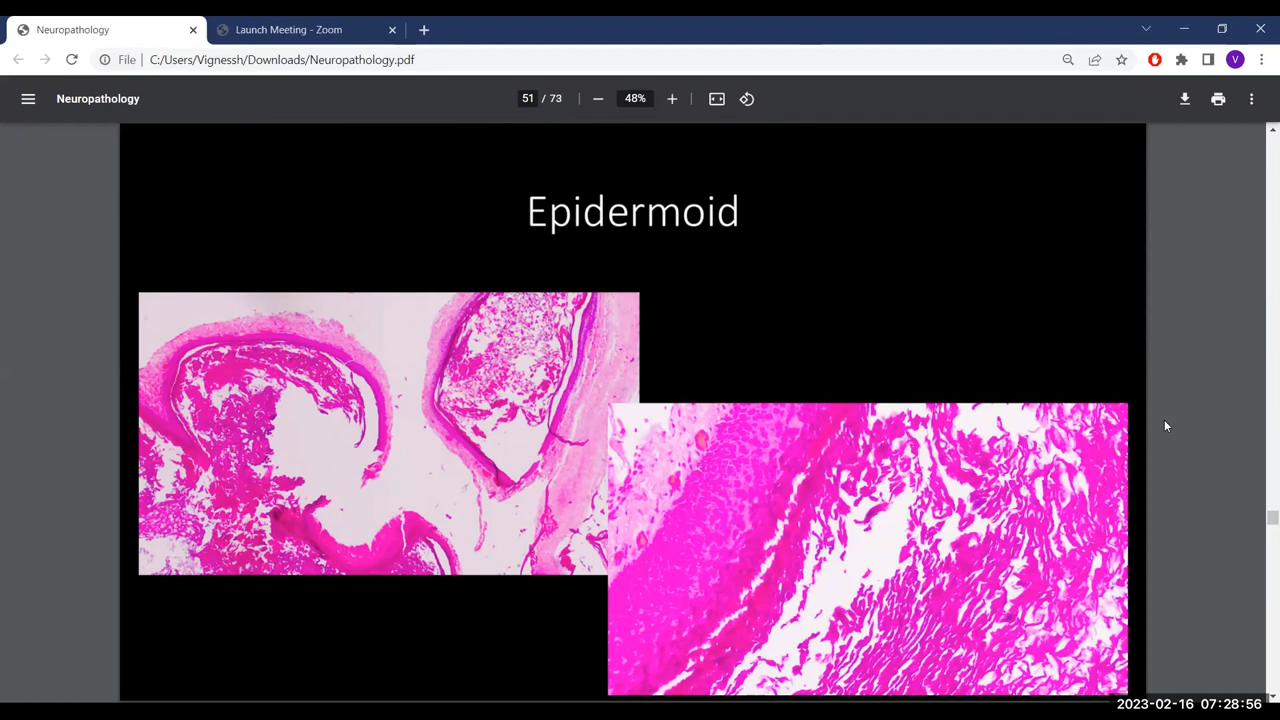 Neuropathology
Launch Meeting - Zoom
File
C:/Users/Vignessh/Downloads/Neuropathology.pdf
V
Neuropathology
51 / 73
48%
Epidermoid
2023-02-16 07:28:56